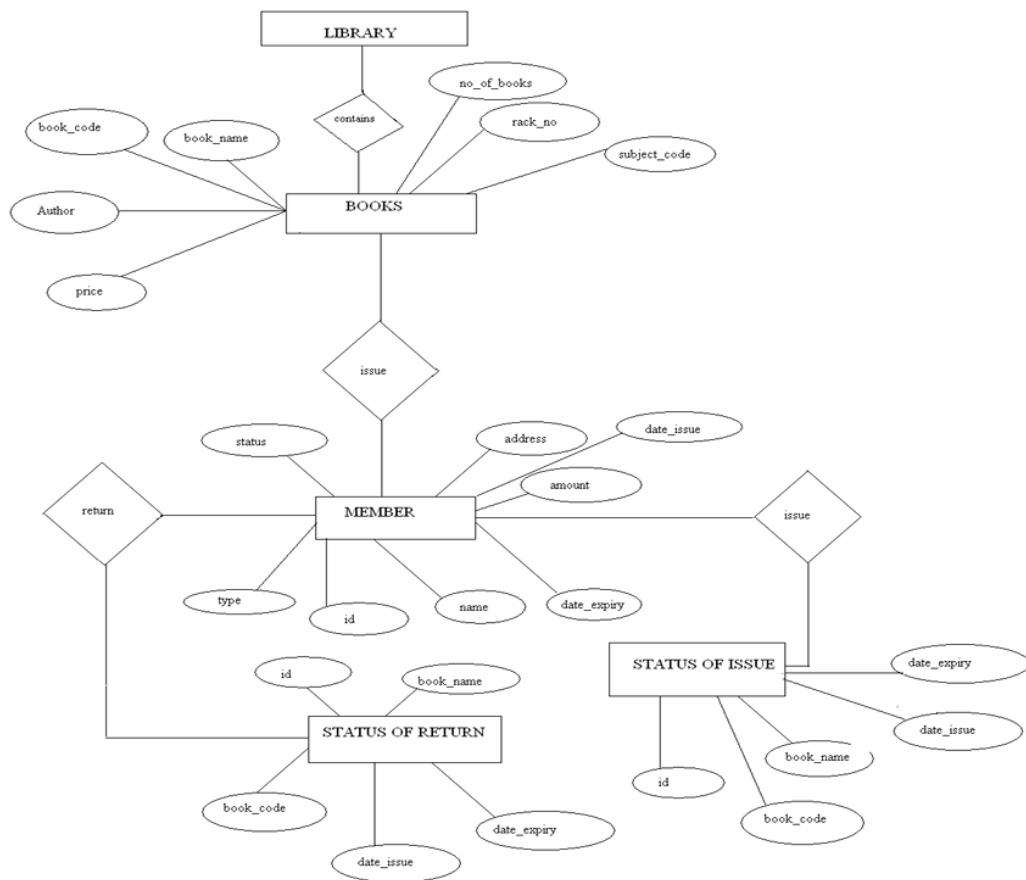 LIBRARY
no_of_books
contains
rack_no
book_code
book_name
subject_code
BOOKS
Author
price
issue
status
address
date_issue
amount
return
MEMBER
issue
type
id
name
date_expiry
id
book_name
STATUS OF ISSUE
date_expiry
STATUS OF RETURN
date_issue
book_name
id
book_code
date_expiry
book_code
date_issue